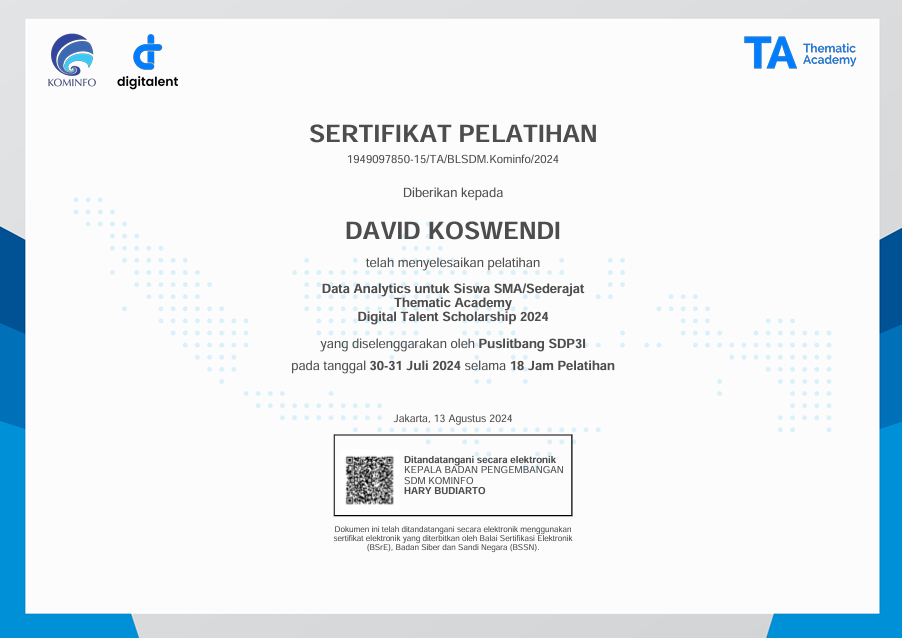 KOMINFO
digitalent
TA Thematic
Academy
SERTIFIKAT PELATIHAN
1949097850-15/TA/BLSDM.Kominfo/2024
Diberikan kepada
DAVID KOSWENDI
telah menyelesaikan pelatihan
Data Analytics untuk Siswa SMA/Sederajat
Thematic Academy
Digital Talent Scholarship 2024
yang diselenggarakan oleh Puslitbang SDP3I
pada tanggal 30-31 Juli 2024 selama 18 Jam Pelatihan
Jakarta, 13 Agustus 2024
Ditandatangani secara elektronik
KEPALA BADAN PENGEMBANGAN
SDM KOMINFO
HARY BUDIARTO
Dokumen ini telah ditandatangani secara elektronik menggunakan
sertifikat elektronik yang diterbitkan oleh Balai Sertifikasi Elektronik
(BSrE), Badan Siber dan Sandi Negara (BSSN).